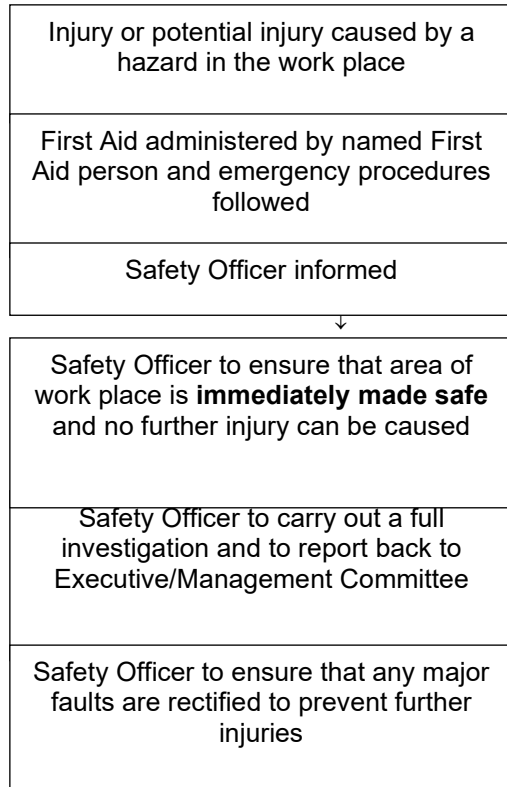 Injury or potential injury caused by a
hazard in the work place
First Aid administered by named First
Aid person and emergency procedures
followed
Safety Officer informed
↓
Safety Officer to ensure that area of
work place is immediately made safe
and no further injury can be caused
Safety Officer to carry out a full
investigation and to report back to
Executive/Management Committee
Safety Officer to ensure that any major
faults are rectified to prevent further
injuries